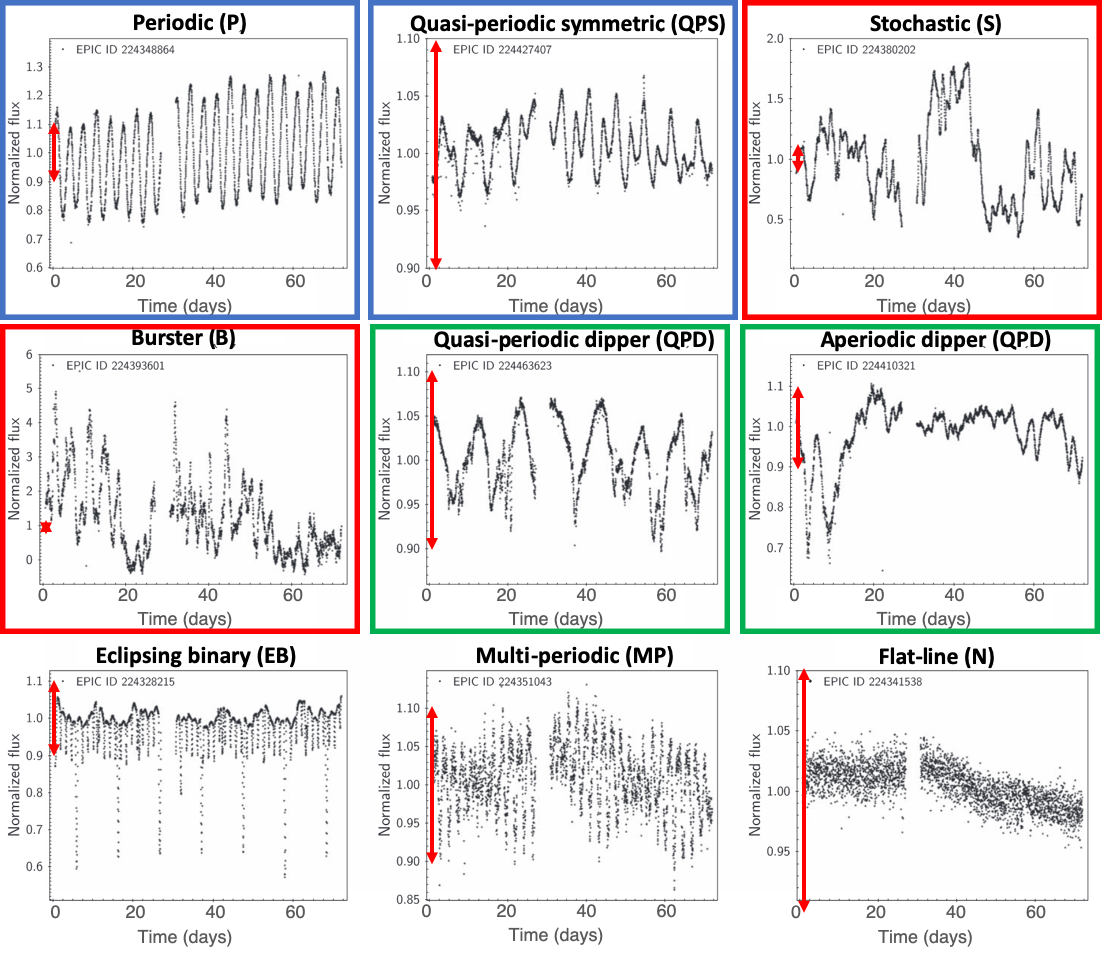 Periodic (P)
EPIC ID 224348864
Normalized flux
1.3
1.2
1.1
1.0
0.9
0.8
0.7
0.6
0 20 40 60
Time (days)
Quasi-periodic symmetric (QPS)
EPIC ID 224427407
Normalized flux
1.10
1.05
1.00
0.95
0.90
0 20 40 60
Time (days)
Stochastic (S)
EPIC ID 224380202
Normalized flux
2.0
1.5
1.0
0.5
0 20 40 60
Time (days)
Burster (B)
EPIC ID 224393601
Normalized flux
6
5
4
3
2
1
0
0 20 40 60
Time (days)
Quasi-periodic dipper (QPD)
EPIC ID 224463623
Normalized flux
1.10
1.05
1.00
0.95
0.90
0 20 40 60
Time (days)
Aperiodic dipper (QPD)
EPIC ID 224410321
Normalized flux
1.1
1.0
0.9
0.8
0.7
0 20 40 60
Time (days)
Eclipsing binary (EB)
EPIC ID 224328215
Normalized flux
1.1
1.0
0.9
0.8
0.7
0.6
0 20 40 60
Time (days)
Multi-periodic (MP)
EPIC ID 224351043
Normalized flux
1.10
1.05
1.00
0.95
0.90
0.85
0 20 40 60
Time (days)
Flat-line (N)
EPIC ID 224341538
Normalized flux
1.10
1.05
1.00
0.95
0 20 40 60
Time (days)